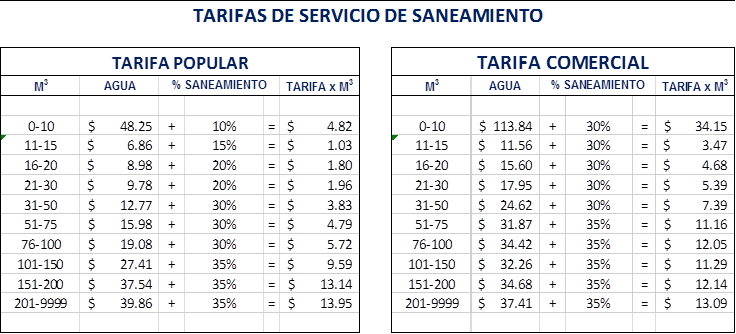 TARIFAS DE SERVICIO DE SANEAMIENTO
TARIFA POPULAR
M³ AGUA % SANEAMIENTO TARIFA x M³
0-10 $ 48.25 + 10% = $ 4.82
11-15 $ 6.86 + 15% = $ 1.03
16-20 $ 8.98 + 20% = $ 1.80
21-30 $ 9.78 + 20% = $ 1.96
31-50 $ 12.77 + 30% = $ 3.83
51-75 $ 15.98 + 30% = $ 4.79
76-100 $ 19.08 + 30% = $ 5.72
101-150 $ 27.41 + 35% = $ 9.59
151-200 $ 37.54 + 35% = $ 13.14
201-9999 $ 39.86 + 35% = $ 13.95
TARIFA COMERCIAL
M³ AGUA % SANEAMIENTO TARIFA x M³
0-10 $ 113.84 + 30% = $ 34.15
11-15 $ 11.56 + 30% = $ 3.47
16-20 $ 15.60 + 30% = $ 4.68
21-30 $ 17.95 + 30% = $ 5.39
31-50 $ 24.62 + 30% = $ 7.39
51-75 $ 31.87 + 35% = $ 11.16
76-100 $ 34.42 + 35% = $ 12.05
101-150 $ 32.26 + 35% = $ 11.29
151-200 $ 34.68 + 35% = $ 12.14
201-9999 $ 37.41 + 35% = $ 13.09